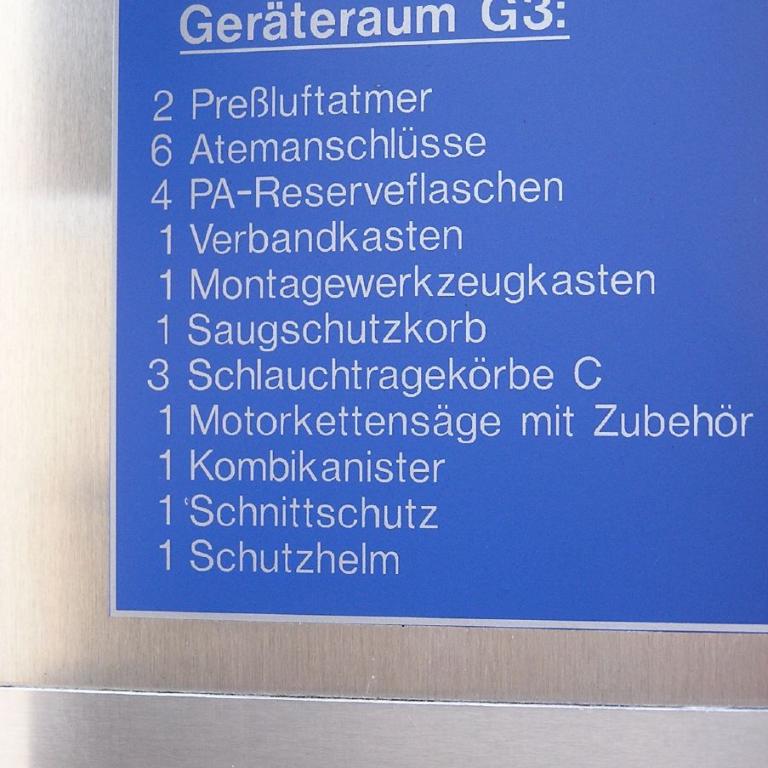 Geräteraum G3:
2 Preßluftatmer
6 Atemanschlüsse
4 PA-Reserveflaschen
1 Verbandkasten
1 Montagewerkzeugkasten
1 Saugschutzkorb
3 Schlauchtragekörbe C
1 Motorkettensäge mit Zubehör
1 Kombikanister
1 Schnittschutz
1 Schutzhelm